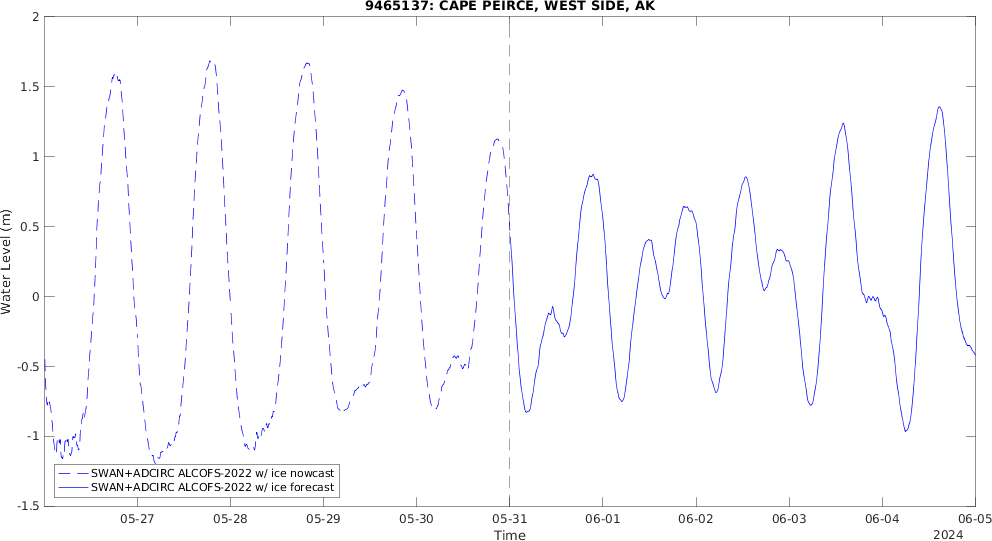 9465137: CAPE PEIRCE, WEST SIDE, AK
2
1.5
1
0.5
0
-0.5
-1
-1.5
Water Level (m)
SWAN+ADCIRC ALCOFS-2022 w/ ice nowcast
SWAN+ADCIRC ALCOFS-2022 w/ ice forecast
05-27 05-28 05-29 05-30 05-31 06-01 06-02 06-03 06-04 06-05
Time
2024